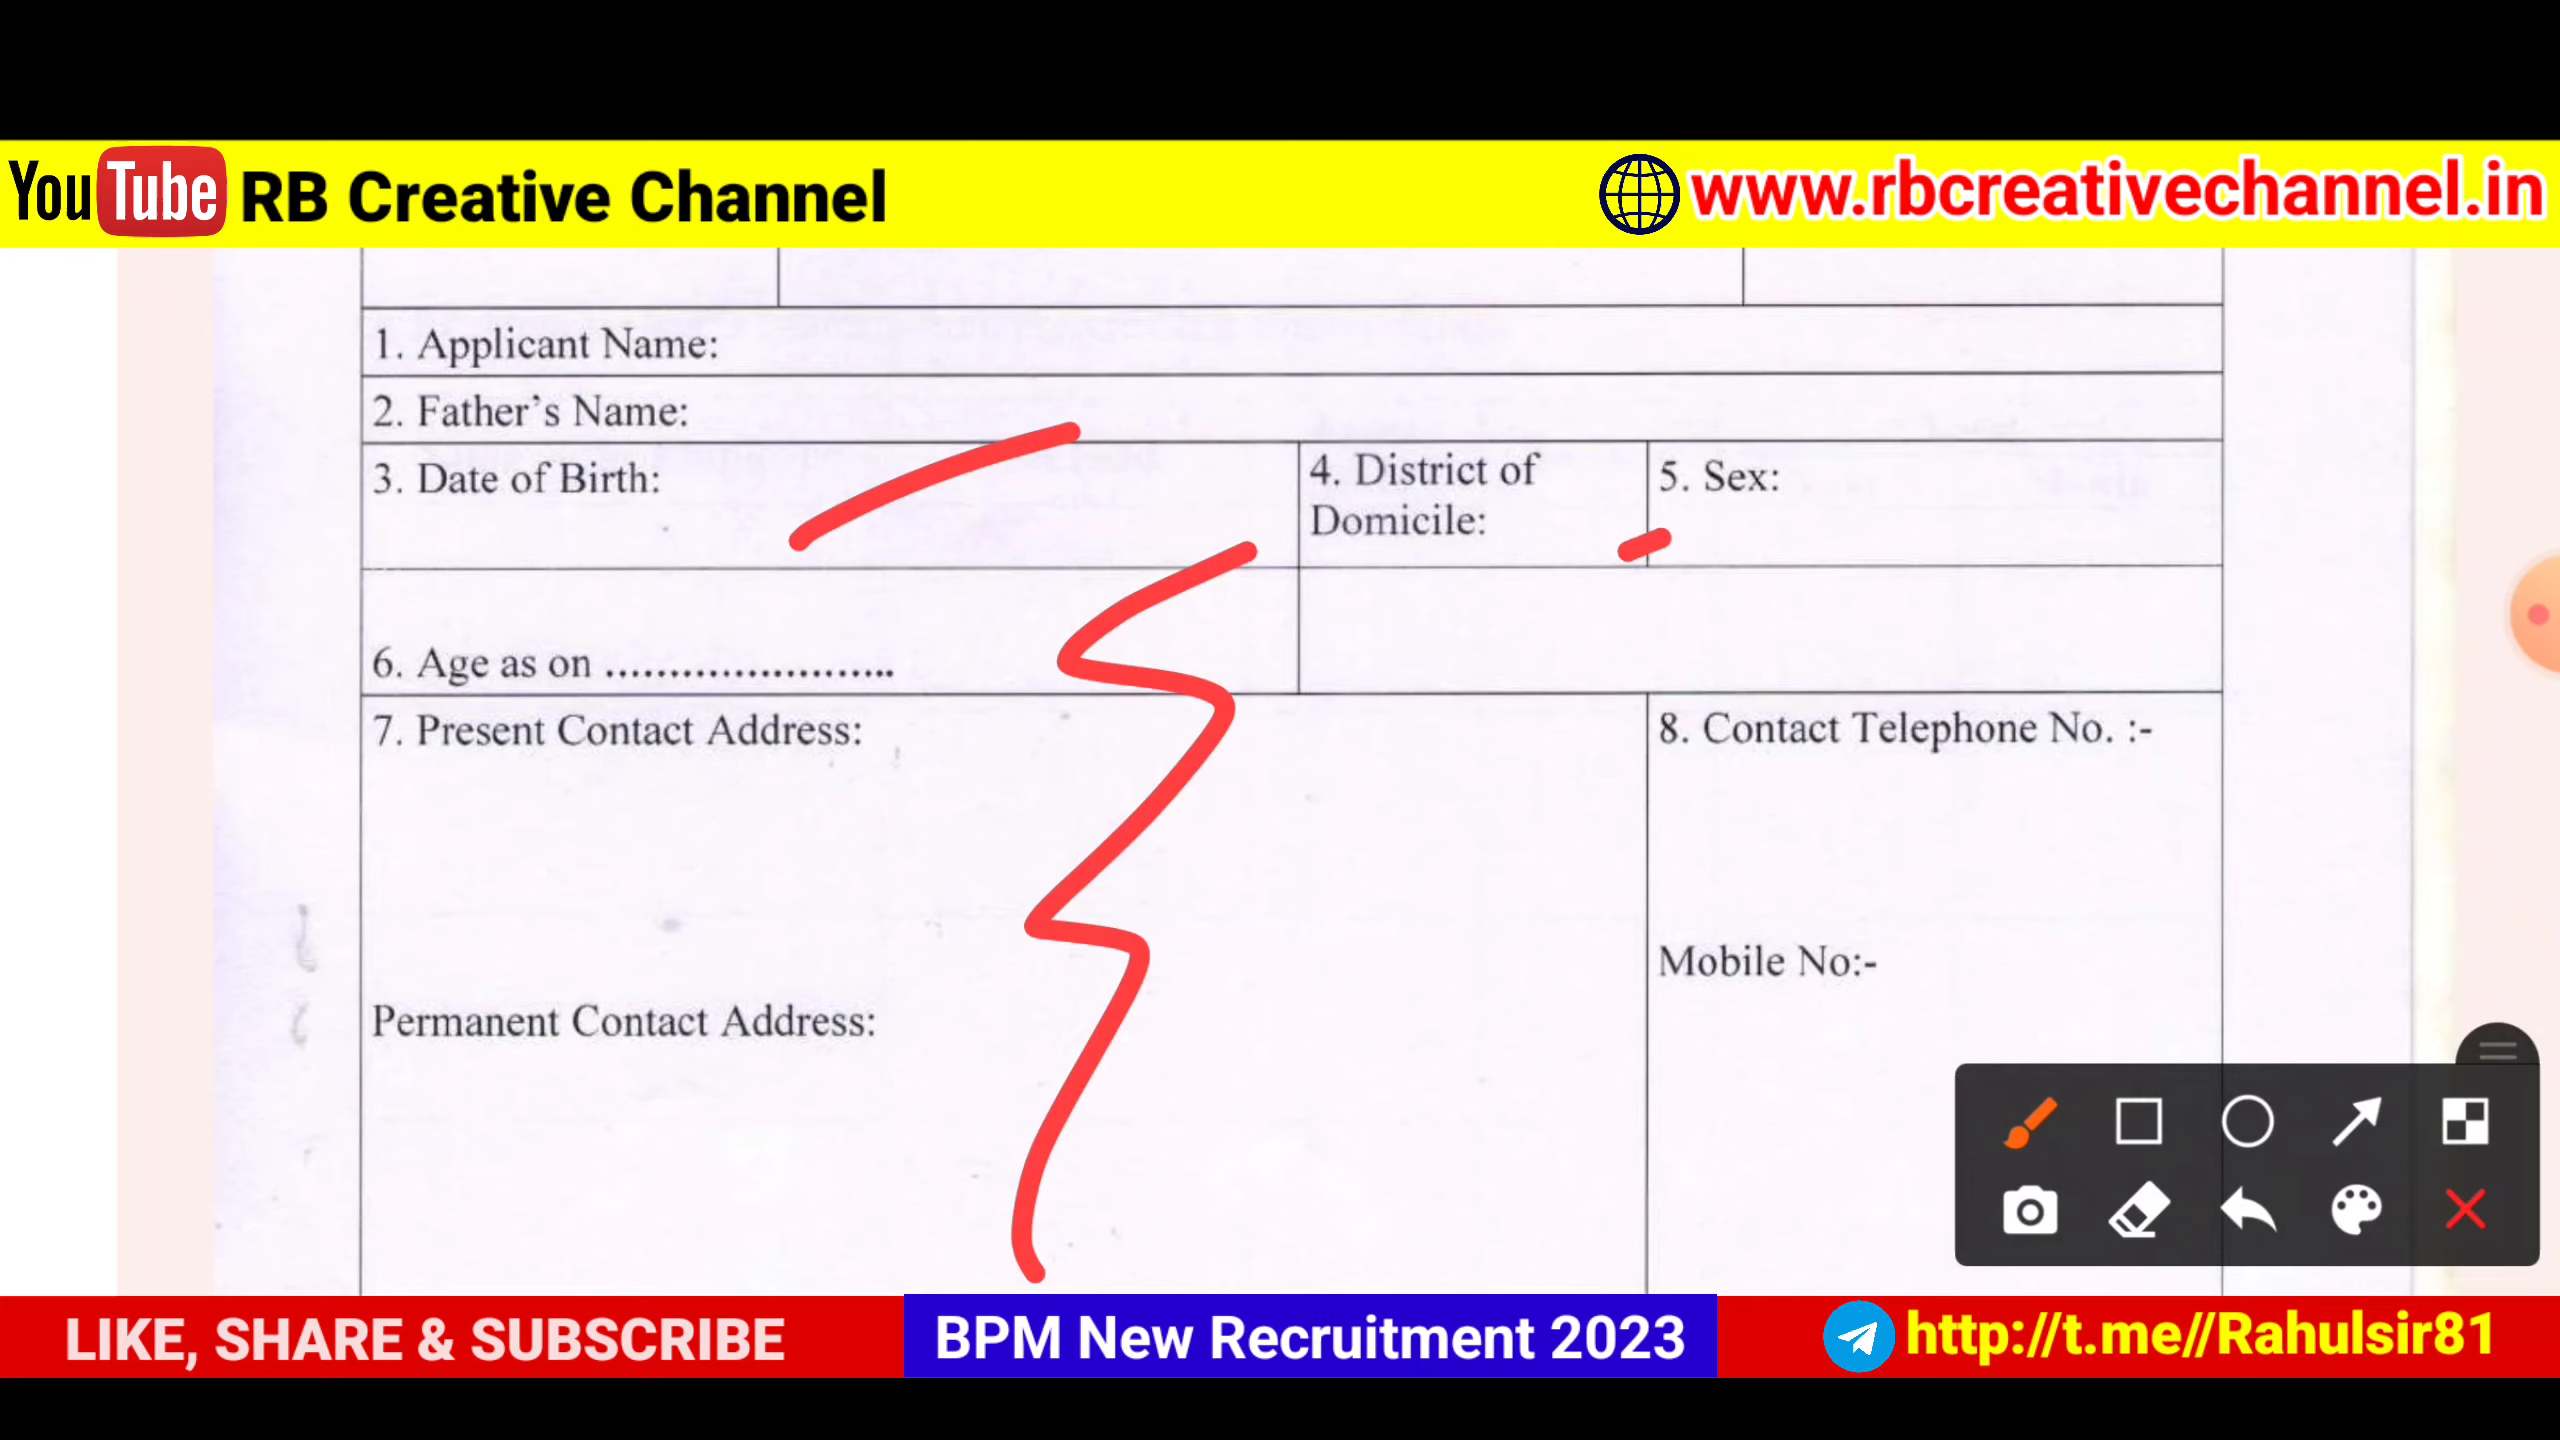 YouTube RB Creative Channel
www.rbcreativechannel.in
1. Applicant Name:
2. Father's Name:
3. Date of Birth:
4. District of
Domicile:
5. Sex:
6. Age as on ........................
7. Present Contact Address:
8. Contact Telephone No. :-
Mobile No:-
Permanent Contact Address:
LIKE, SHARE & SUBSCRIBE
BPM New Recruitment 2023
http://t.me//Rahulsir81